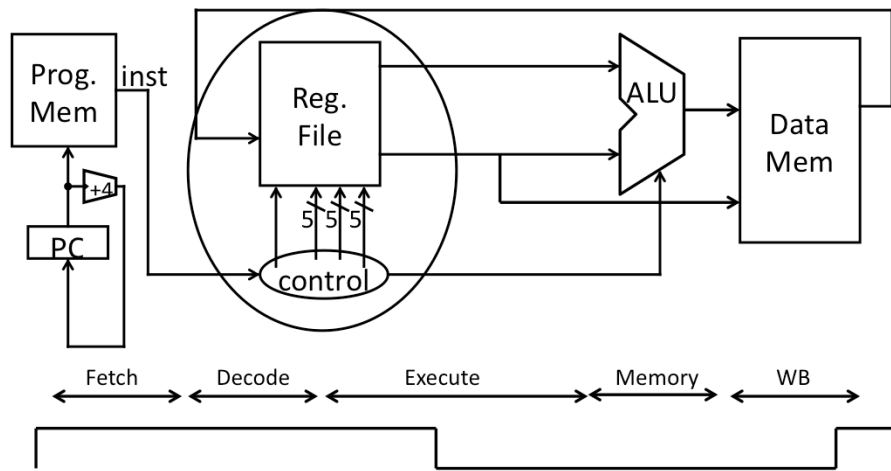 Prog.
Mem
inst
Reg.
File
ALU
Data
Mem
+4
PC
5 5 5
control
Fetch Decode Execute Memory WB